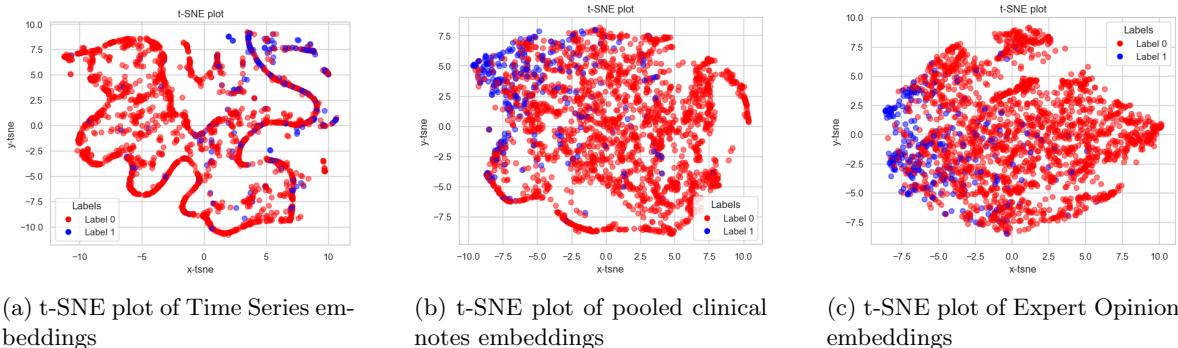 t-SNE plot
10.0
7.5
5.0
2.5
0.0
−2.5
−5.0
−7.5
−10.0
y-tsne
−10
−5
0
5
10
x-tsne
Labels
Label 0
Label 1
(a) t-SNE plot of Time Series em-
beddings
t-SNE plot
7.5
5.0
2.5
0.0
−2.5
−5.0
−7.5
y-tsne
−10.0
−7.5
−5.0
−2.5
0.0
2.5
5.0
7.5
10.0
x-tsne
Labels
Label 0
Label 1
(b) t-SNE plot of pooled clinical
notes embeddings
t-SNE plot
7.5
5.0
2.5
0.0
−2.5
−5.0
−7.5
y-tsne
−7.5
−5.0
−2.5
0.0
2.5
5.0
7.5
10.0
x-tsne
Labels
Label 0
Label 1
(c) t-SNE plot of Expert Opinion
embeddings